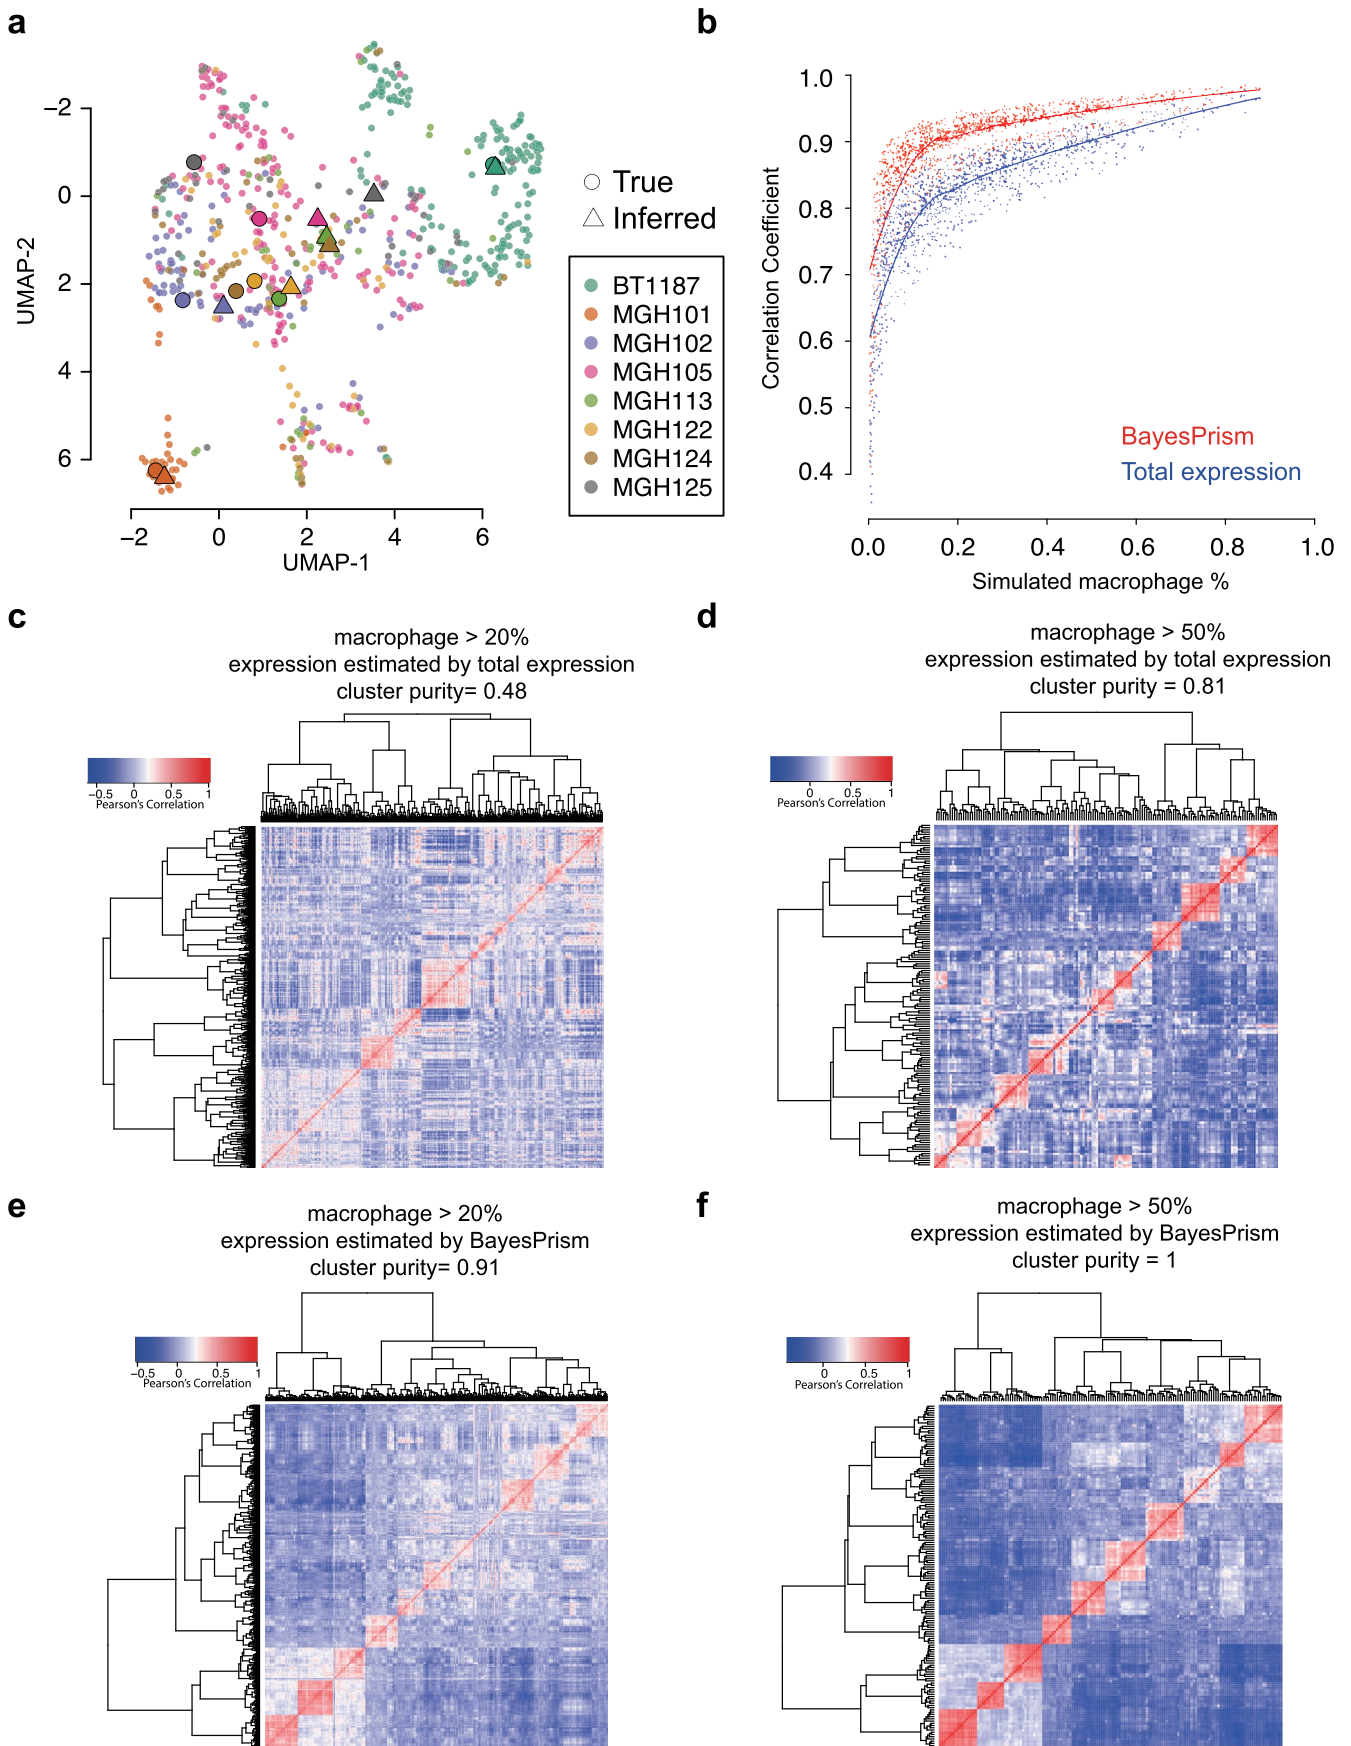 a
−2
0
2
4
6
UMAP-2
−2
0
2
4
6
UMAP-1
True
Inferred
BT1187
MGH101
MGH102
MGH105
MGH113
MGH122
MGH124
MGH125
b
1.0
0.9
0.8
0.7
0.6
0.5
0.4
Correlation Coefficient
BayesPrism
Total expression
0.0
0.2
0.4
0.6
0.8
1.0
Simulated macrophage %
c
macrophage > 20%
expression estimated by total expression
cluster purity= 0.48
−0.5 0 0.5 1
Pearson's Correlation
d
macrophage > 50%
expression estimated by total expression
cluster purity = 0.81
0 0.5 1
Pearson's Correlation
e
macrophage > 20%
expression estimated by BayesPrism
cluster purity= 0.91
−0.5 0 0.5 1
Pearson's Correlation
f
macrophage > 50%
expression estimated by BayesPrism
cluster purity = 1
0 0.5 1
Pearson's Correlation